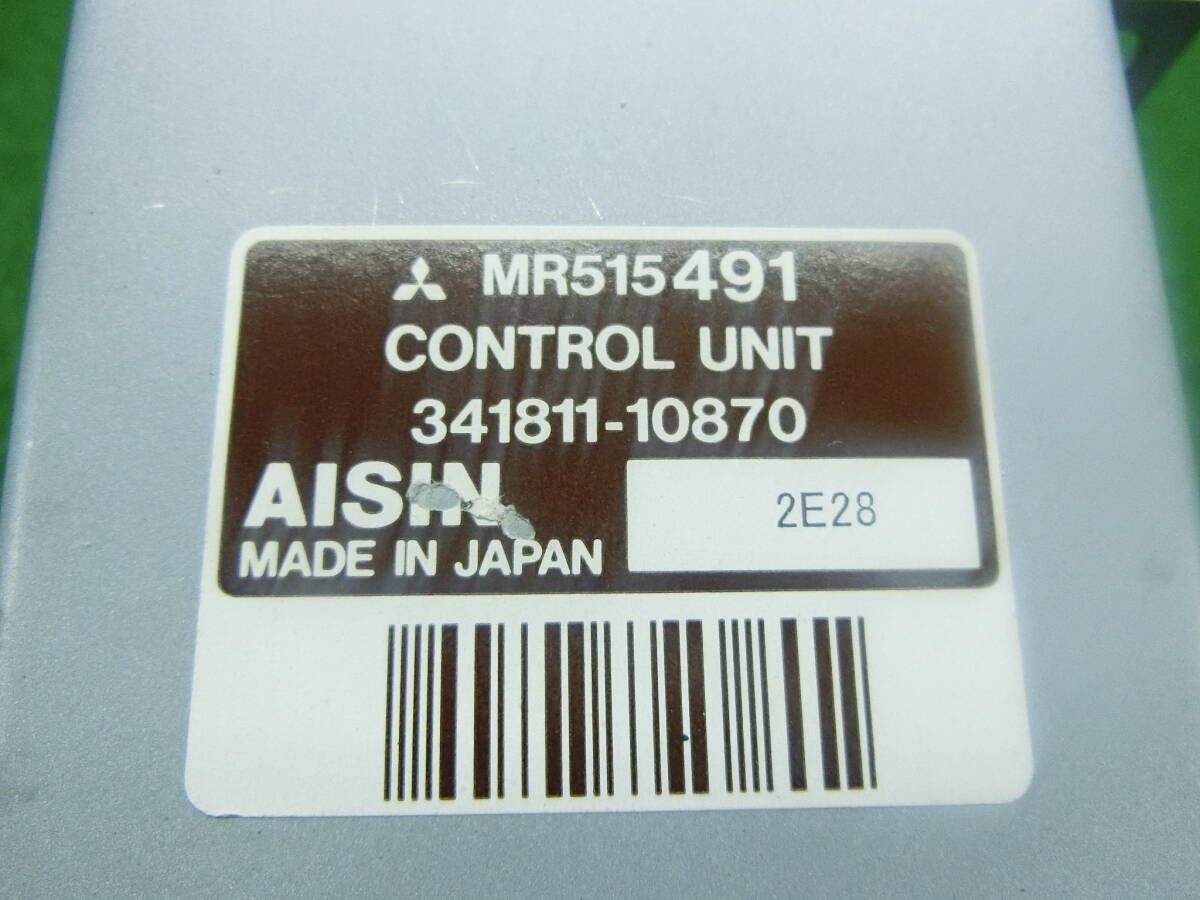 MR515491
CONTROL UNIT
341811-10870
AISIN
2E28
MADE IN JAPAN